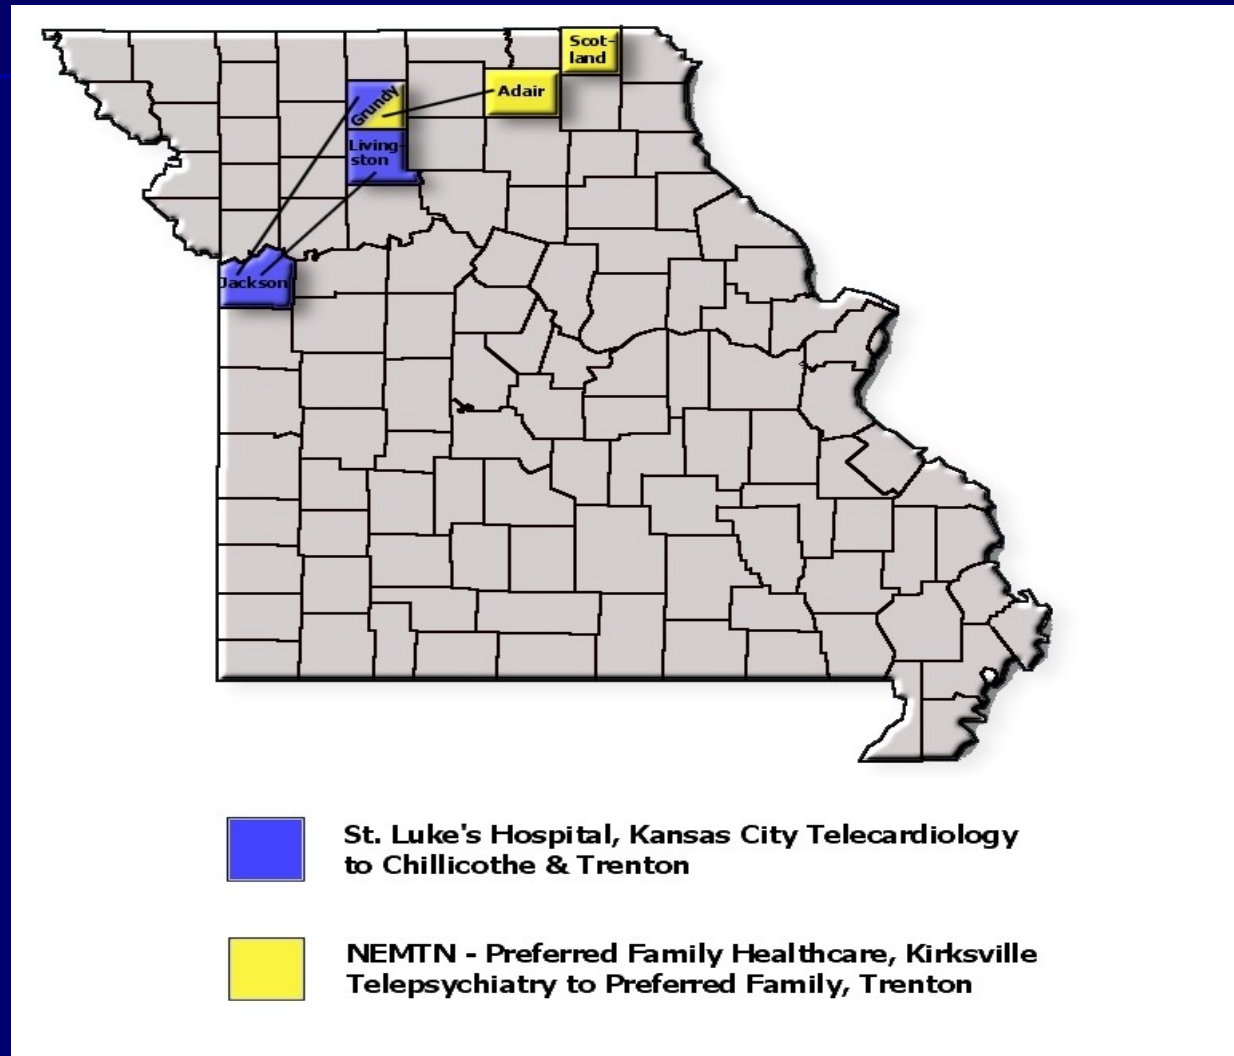 Scot-
land
Adair
Grundy
Living-
ston
Jackson
St. Luke's Hospital, Kansas City Telecardiology
to Chillicothe & Trenton
NEMTN - Preferred Family Healthcare, Kirksville
Telepsychiatry to Preferred Family, Trenton